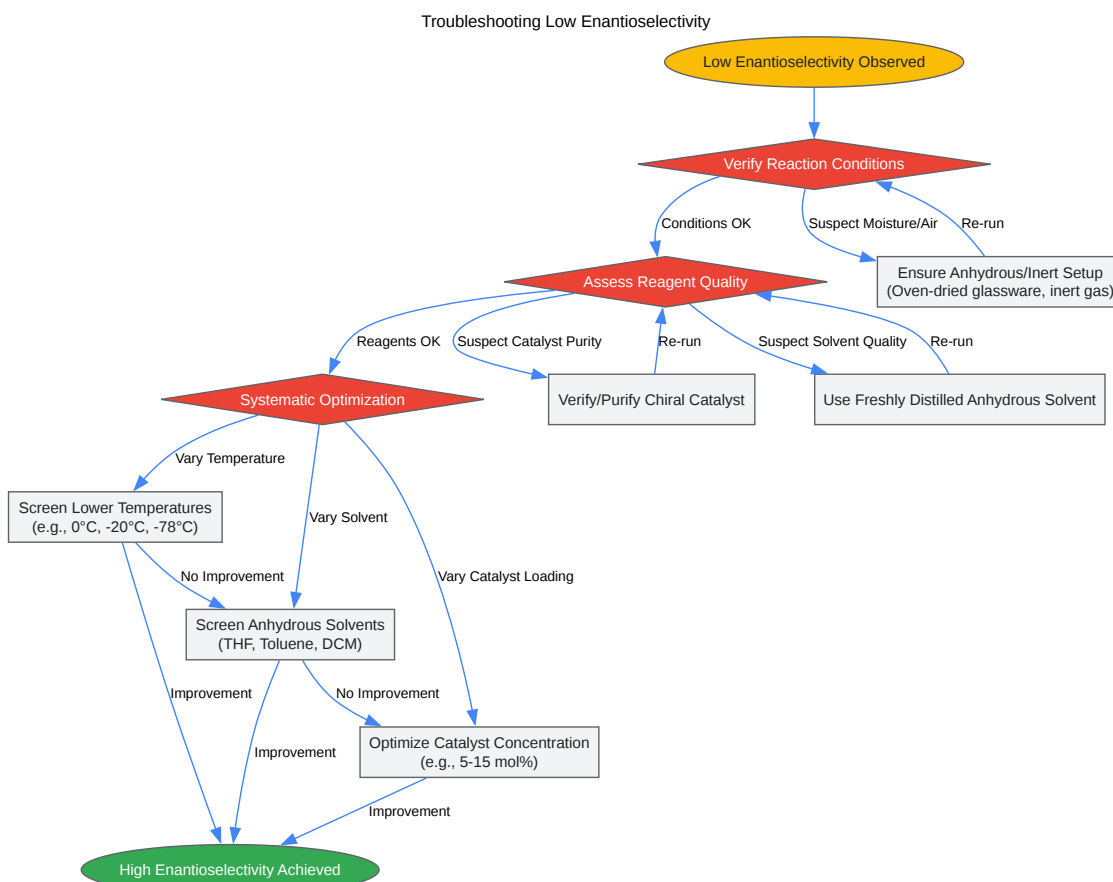 Troubleshooting Low Enantioselectivity
Low Enantioselectivity Observed
Verify Reaction Conditions
Conditions OK
Suspect Moisture/Air
Re-run
Ensure Anhydrous/Inert Setup
(Oven-dried glassware, inert gas)
Assess Reagent Quality
Reagents OK
Suspect Catalyst Purity
Re-run
Suspect Solvent Quality
Re-run
Systematic Optimization
Verify/Purify Chiral Catalyst
Use Freshly Distilled Anhydrous Solvent
Vary Temperature
Screen Lower Temperatures
(e.g., 0°C, -20°C, -78°C)
Vary Solvent
No Improvement
Vary Catalyst Loading
Screen Anhydrous Solvents
(THF, Toluene, DCM)
Improvement
No Improvement
Optimize Catalyst Concentration
(e.g., 5-15 mol%)
Improvement
Improvement
High Enantioselectivity Achieved